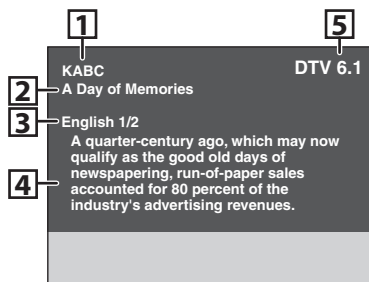 1
5
KABC
DTV 6.1
2
A Day of Memories
3
English 1/2
A quarter-century ago, which may now
qualify as the good old days of
newspapering, run-of-paper sales
4
accounted for 80 percent of the
industry's advertising revenues.